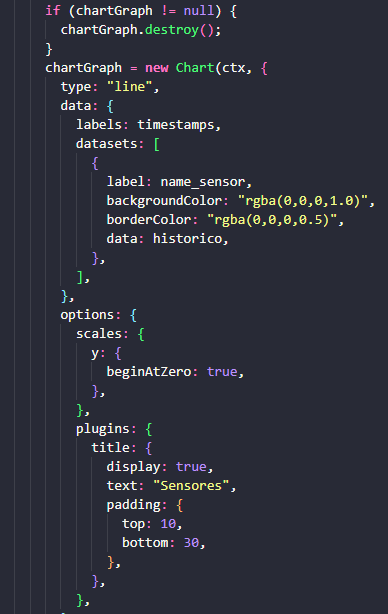 if (chartGraph != null) {
chartGraph.destroy();
}
chartGraph = new Chart(ctx, {
type: "line",
data: {
labels: timestamps,
datasets: [
{
label: name_sensor,
backgroundColor: "rgba(0,0,0,1.0)",
borderColor: "rgba(0,0,0,0.5)",
data: historico,
},
],
},
options: {
scales: {
y: {
beginAtZero: true,
},
},
plugins: {
title: {
display: true,
text: "Sensores",
padding: {
top: 10,
bottom: 30,
},
},
},